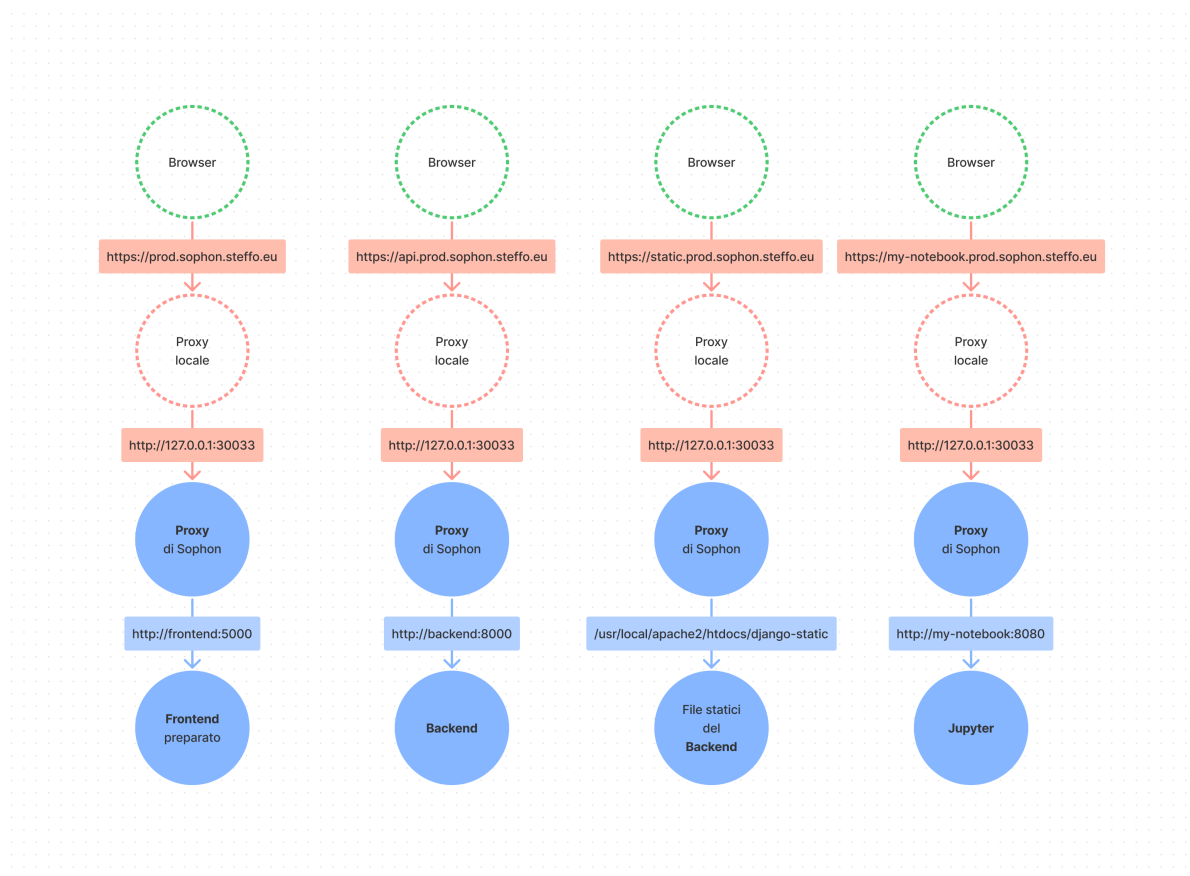 Browser
Browser
Browser
Browser
https://prod.sophon.steffo.eu
https://api.prod.sophon.steffo.eu
https://static.prod.sophon.steffo.eu
https://my-notebook.prod.sophon.steffo.eu
Proxy
locale
Proxy
locale
Proxy
locale
Proxy
locale
http://127.0.0.1:30033
http://127.0.0.1:30033
http://127.0.0.1:30033
http://127.0.0.1:30033
Proxy
di Sophon
Proxy
di Sophon
Proxy
di Sophon
Proxy
di Sophon
http://frontend:5000
http://backend:8000
/usr/local/apache2/htdocs/django-static
http://my-notebook:8080
Frontend
preparato
Backend
File statici
del
Backend
Jupyter